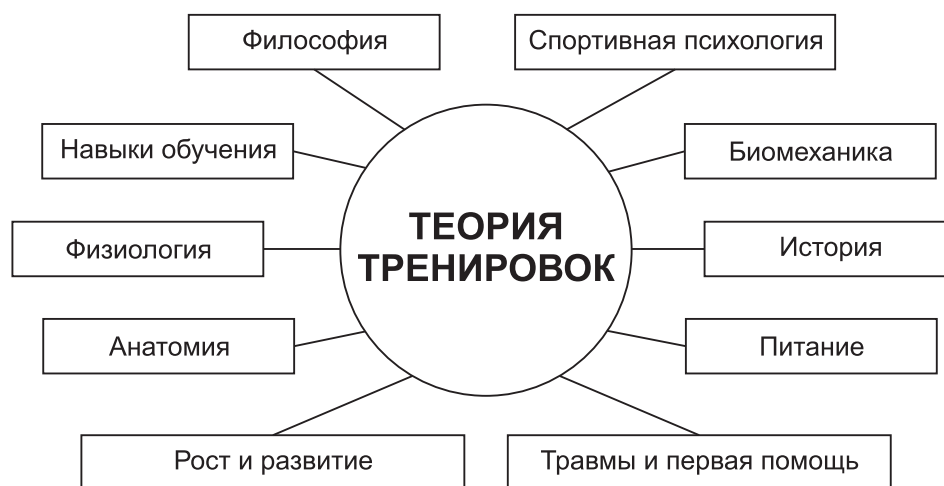 Философия
Спортивная психология
Навыки обучения
Биомеханика
ТЕОРИЯ
ТРЕНИРОВОК
Физиология
История
Анатомия
Питание
Рост и развитие
Травмы и первая помощь